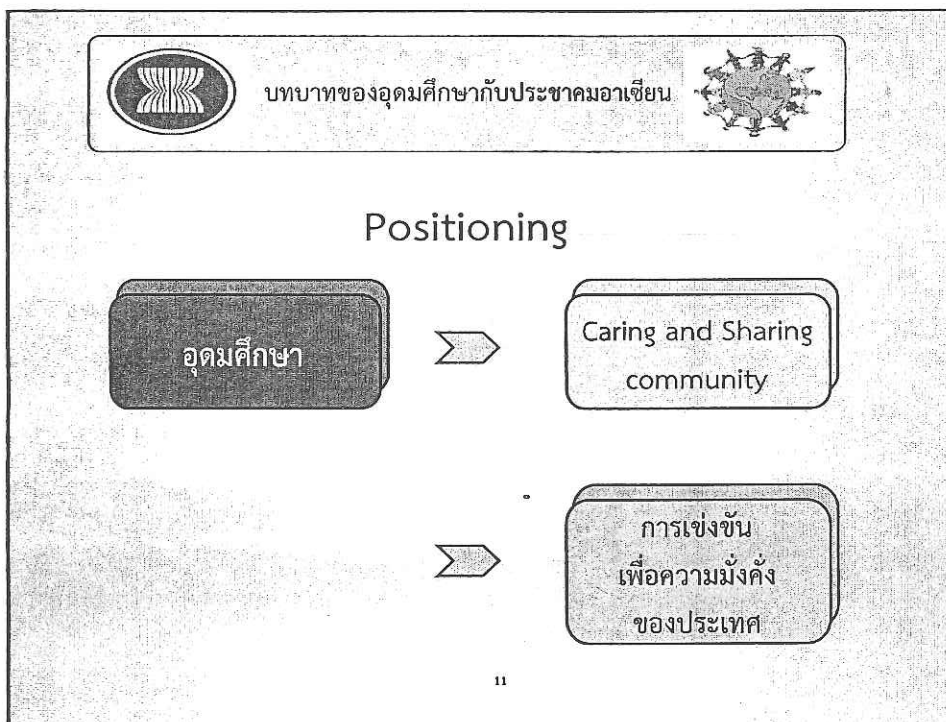 บทบาทของอุดมศึกษากับประชาคมอาเซียน
Positioning
อุดมศึกษา
Caring and Sharing
community
การเข่งขัน
เพื่อความมั่งคั่ง
ของประเทศ
11